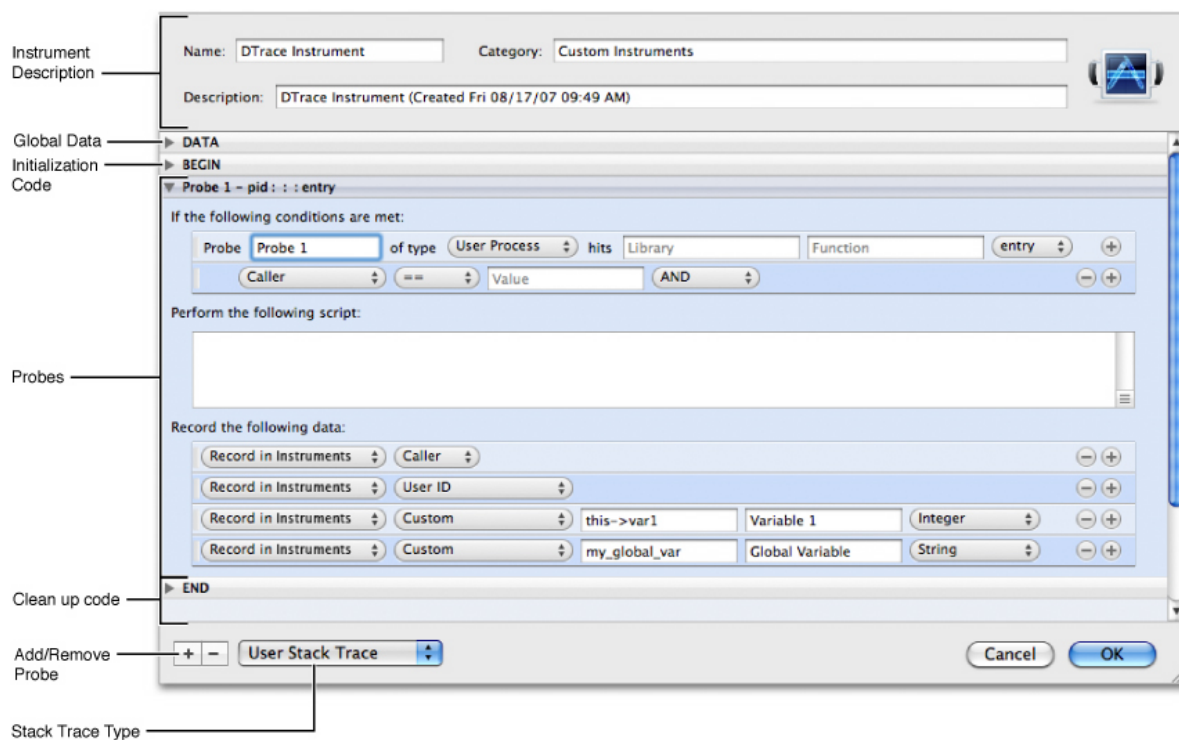 Instrument
Description
Name: DTrace Instrument Category: Custom Instruments
Description: DTrace Instrument (Created Fri 08/17/07 09:49 AM)
Global Data
DATA
Initialization
Code
BEGIN
Probe 1 - pid : : : entry
If the following conditions are met:
Probe Probe 1 of type User Process hits Library Function entry +
Caller == Value AND − +
Perform the following script:
Probes
Record the following data:
Record in Instruments Caller − +
Record in Instruments User ID − +
Record in Instruments Custom this->var1 Variable 1 Integer − +
Record in Instruments Custom my_global_var Global Variable String − +
END
Clean up code
Add/Remove
Probe
+ − User Stack Trace Cancel OK
Stack Trace Type